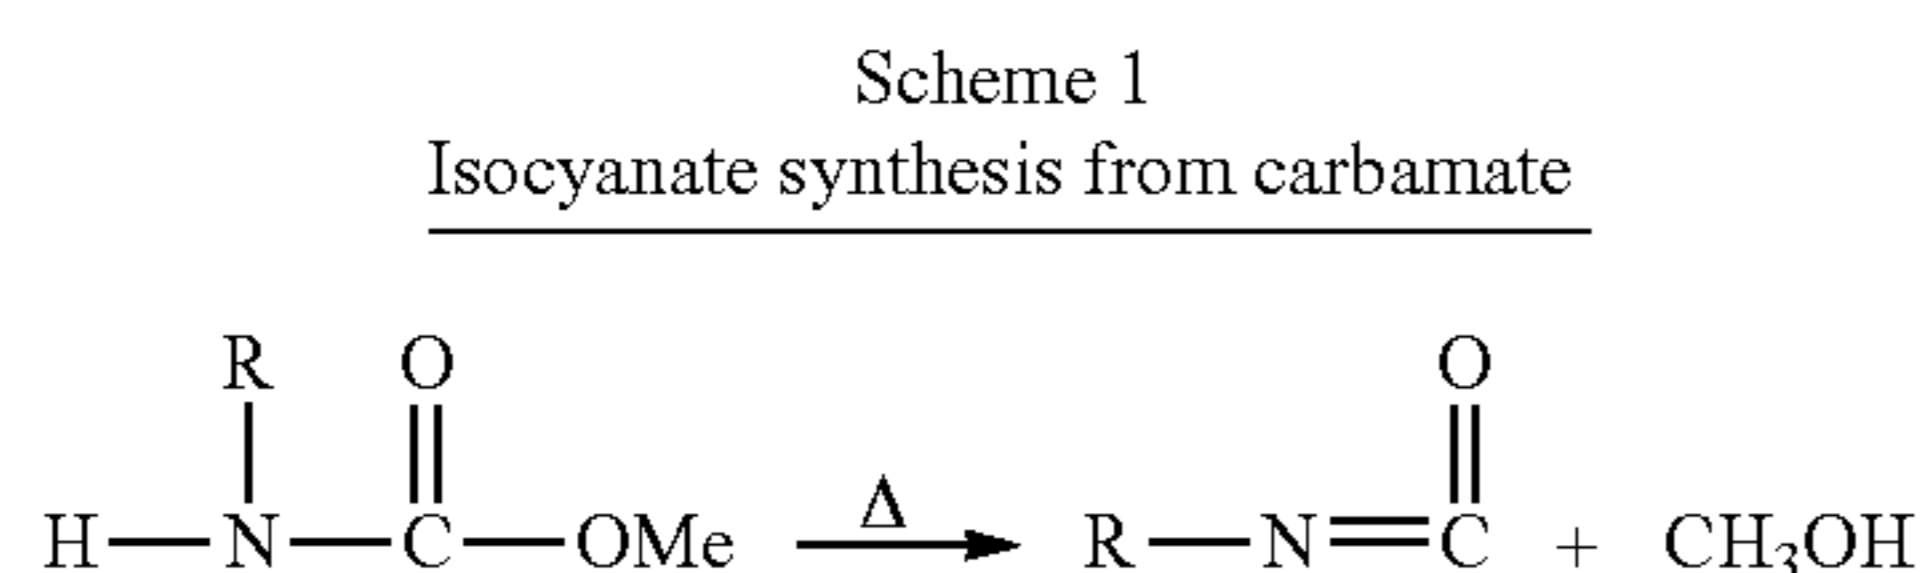 Scheme 1
Isocyanate synthesis from carbamate
R O O
H—N—C—OMe Δ R—N=C + CH₃OH